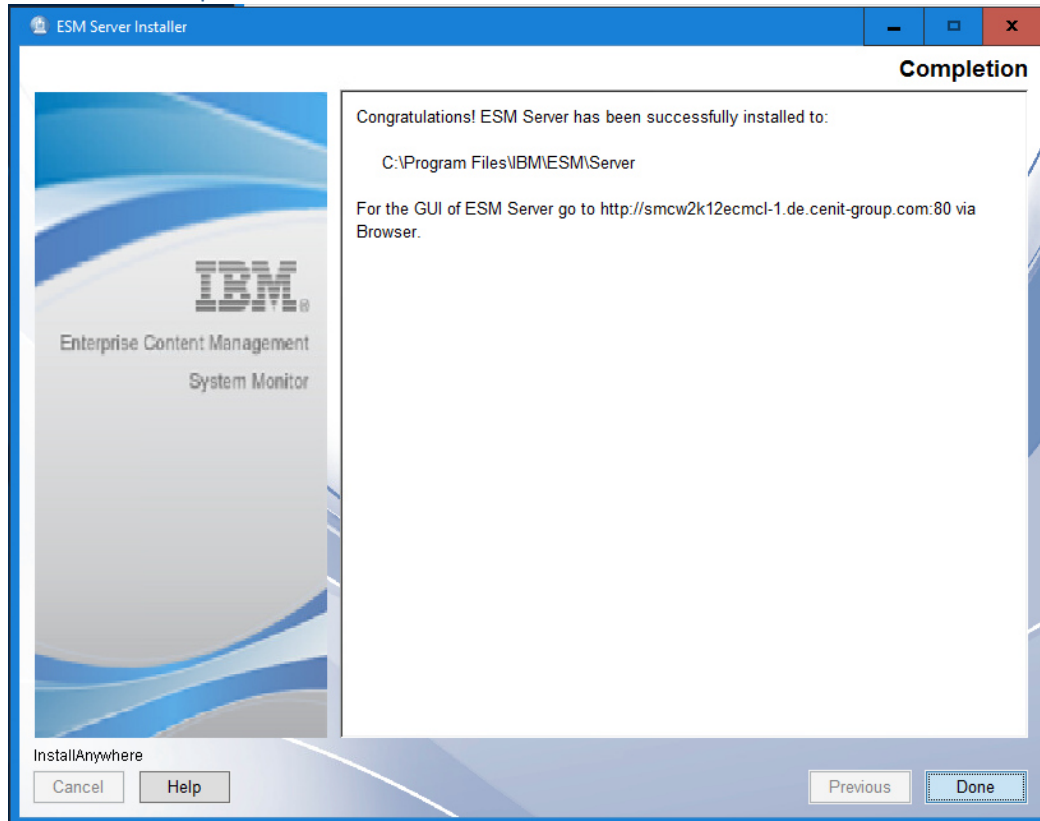 ESM Server Installer
Completion
Congratulations! ESM Server has been successfully installed to:
C:\Program Files\IBM\ESM\Server
For the GUI of ESM Server go to http://smcw2k12ecmcl-1.de.cenit-group.com:80 via
Browser.
IBM®
Enterprise Content Management
System Monitor
InstallAnywhere
Cancel
Help
Previous
Done